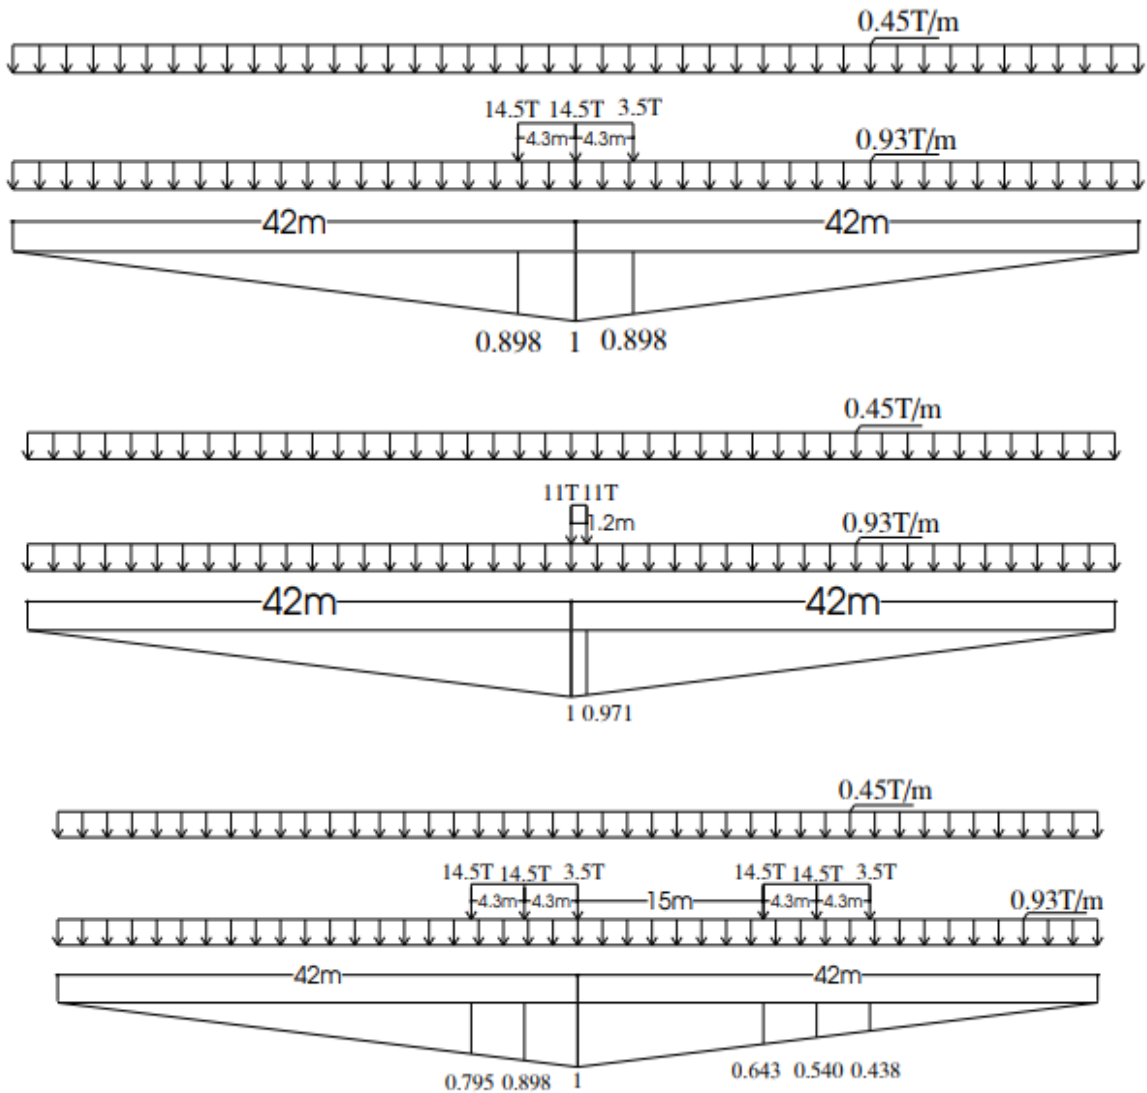 0.45T/m
14.5T 14.5T 3.5T
4.3m 4.3m
0.93T/m
42m 42m
0.898 1 0.898
0.45T/m
11T 11T
1.2m
0.93T/m
42m 42m
1 0.971
0.45T/m
14.5T 14.5T 3.5T 14.5T 14.5T 3.5T
4.3m 4.3m 15m 4.3m 4.3m 0.93T/m
42m 42m
0.795 0.898 1 0.643 0.540 0.438